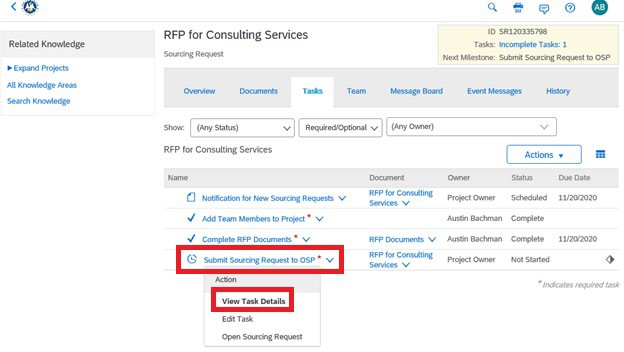 AB
RFP for Consulting Services
Sourcing Request
ID SR120335798
Tasks: Incomplete Tasks: 1
Next Milestone: Submit Sourcing Request to OSP
Related Knowledge
Expand Projects
All Knowledge Areas
Search Knowledge
Overview Documents Tasks Team Message Board Event Messages History
Show: (Any Status) Required/Optional (Any Owner)
RFP for Consulting Services
Actions
Name Document Owner Status Due Date
Notification for New Sourcing Requests RFP for Consulting Services Project Owner Scheduled 11/20/2020
Add Team Members to Project * Austin Bachman Complete
Complete RFP Documents * RFP Documents Austin Bachman Complete 11/20/2020
Submit Sourcing Request to OSP * RFP for Consulting Services Project Owner Not Started
* Indicates required task
Action
View Task Details
Edit Task
Open Sourcing Request